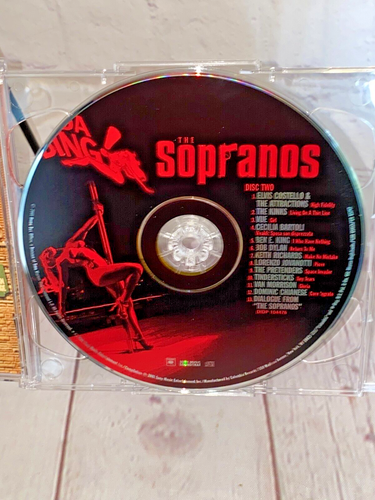 DA
BING
THE
Sopranos
DISC TWO
1. ELVIS COSTELLO &
THE ATTRACTIONS High Fidelity
2. THE KINKS Living On A Thin Line
3. VUE Girl
4. CECILIA BARTOLI
Vivaldi: Sposa son disprezzata
5. BEN E. KING I Who Have Nothing
6. BOB DYLAN Return To Me
7. KEITH RICHARDS Make No Mistake
8. LORENZO JOVANOTTI Piove
9. THE PRETENDERS Space Invader
10. TINDERSTICKS Tiny Tears
11. VAN MORRISON Gloria
12. DOMINIC CHIANESE Core 'ngrato
13. DIALOGUE FROM
"THE SOPRANOS"